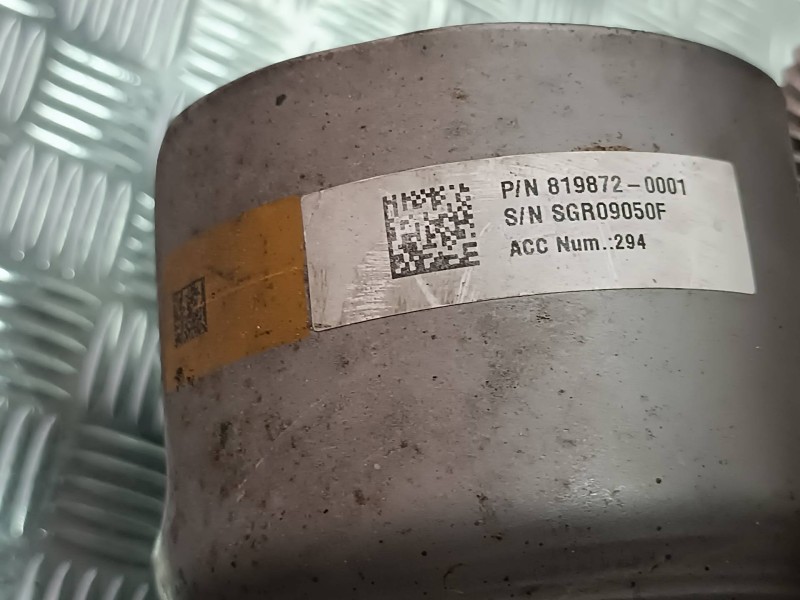 P/N 819872-0001
S/N SGR09050F
ACC Num.:294